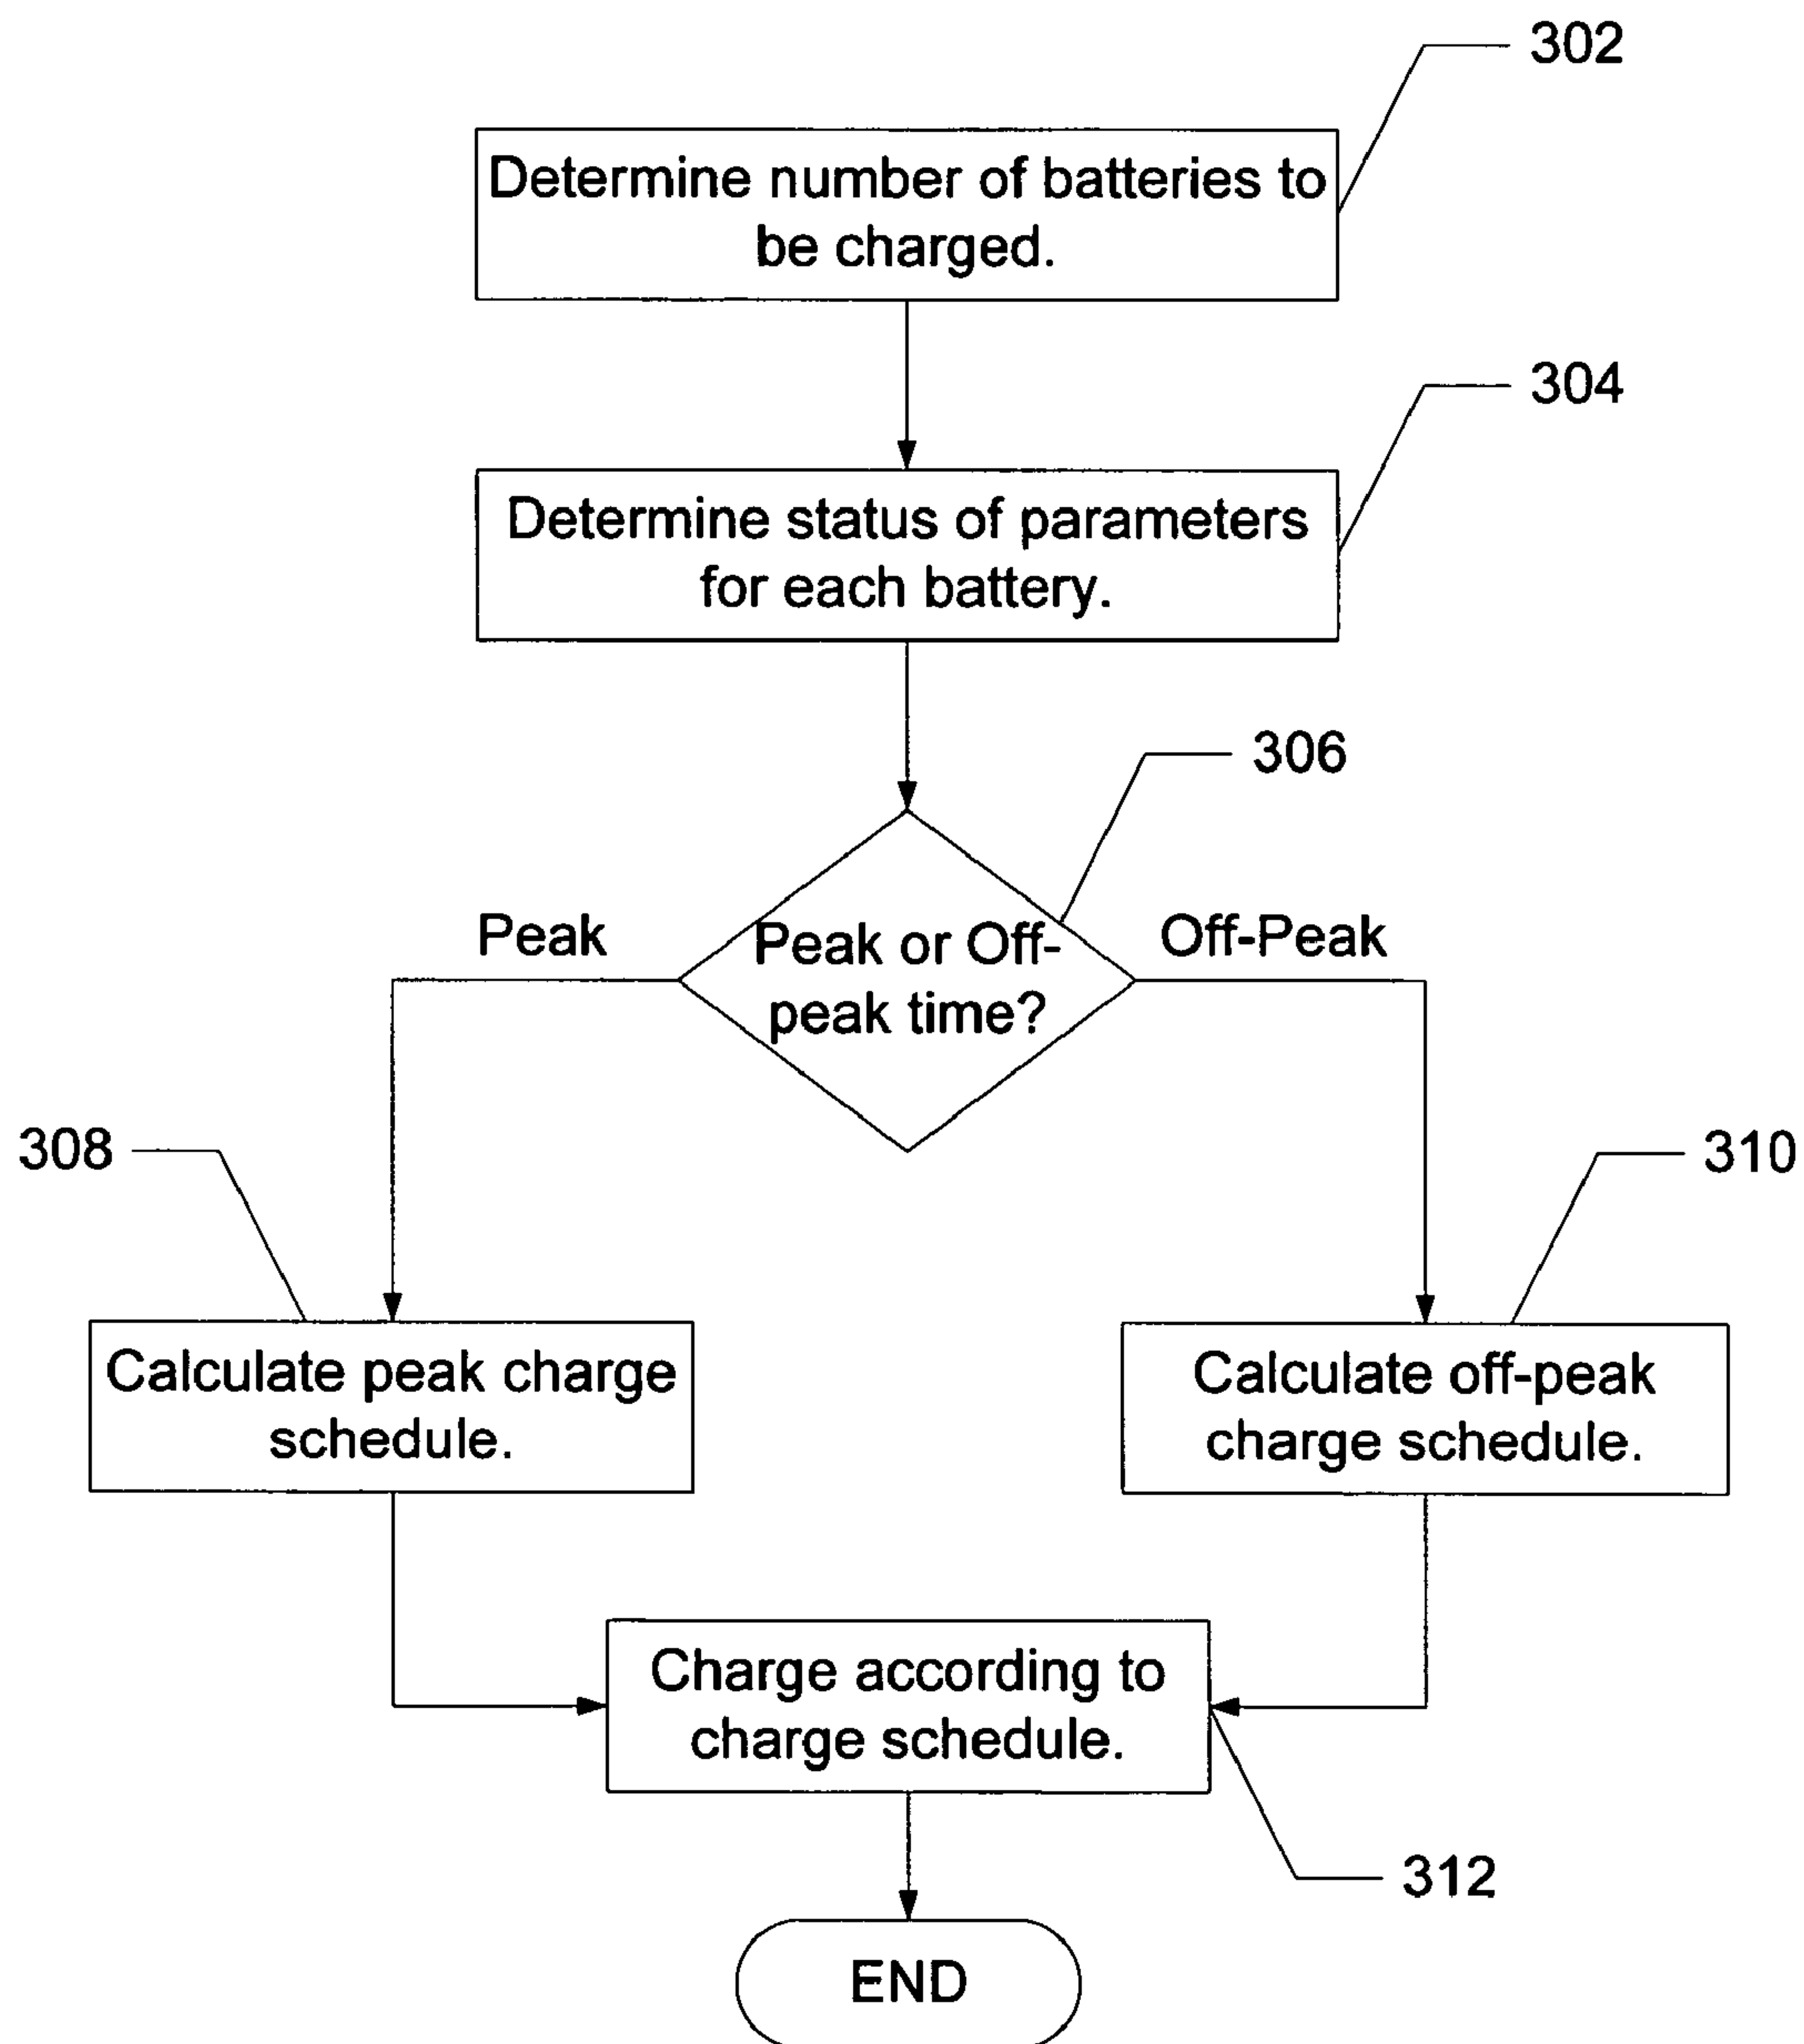 302
Determine number of batteries to
be charged.
304
Determine status of parameters
for each battery.
306
Peak
Peak or Off-
peak time?
Off-Peak
308
310
Calculate peak charge
schedule.
Calculate off-peak
charge schedule.
Charge according to
charge schedule.
312
END